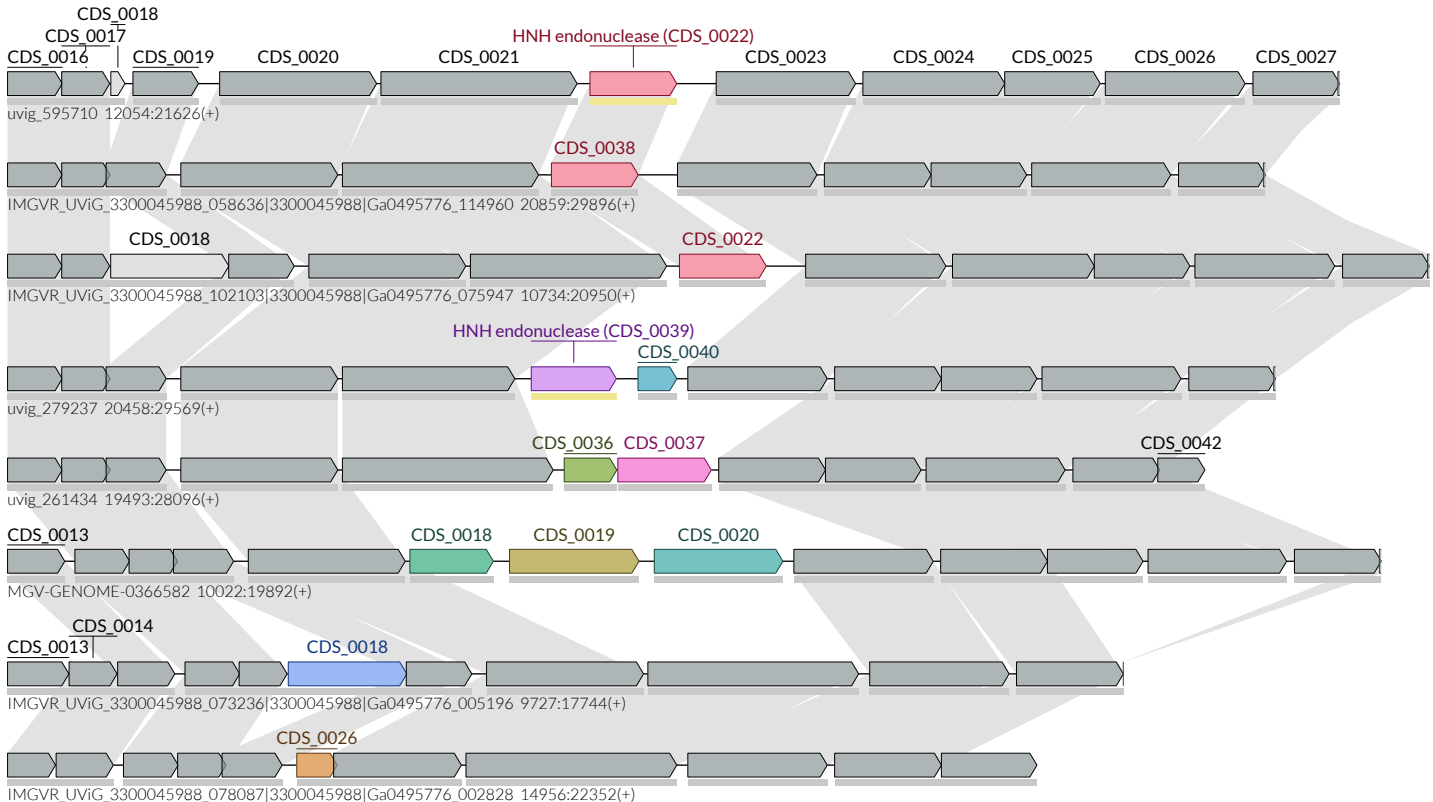 CDS_0018
CDS_0017 HNH endonuclease (CDS_0022)
CDS_0016 CDS_0019 CDS_0020 CDS_0021 CDS_0023 CDS_0024 CDS_0025 CDS_0026 CDS_0027
uvig_595710 12054:21626(+)
CDS_0038
IMGVR_UViG_3300045988_058636|3300045988|Ga0495776_114960 20859:29896(+)
CDS_0018 CDS_0022
IMGVR_UViG_3300045988_102103|3300045988|Ga0495776_075947 10734:20950(+)
HNH endonuclease (CDS_0039)
CDS_0040
uvig_279237 20458:29569(+)
CDS_0036 CDS_0037 CDS_0042
uvig_261434 19493:28096(+)
CDS_0013 CDS_0018 CDS_0019 CDS_0020
MGV-GENOME-0366582 10022:19892(+)
CDS_0014
CDS_0013 CDS_0018
IMGVR_UViG_3300045988_073236|3300045988|Ga0495776_005196 9727:17744(+)
CDS_0026
IMGVR_UViG_3300045988_078087|3300045988|Ga0495776_002828 14956:22352(+)